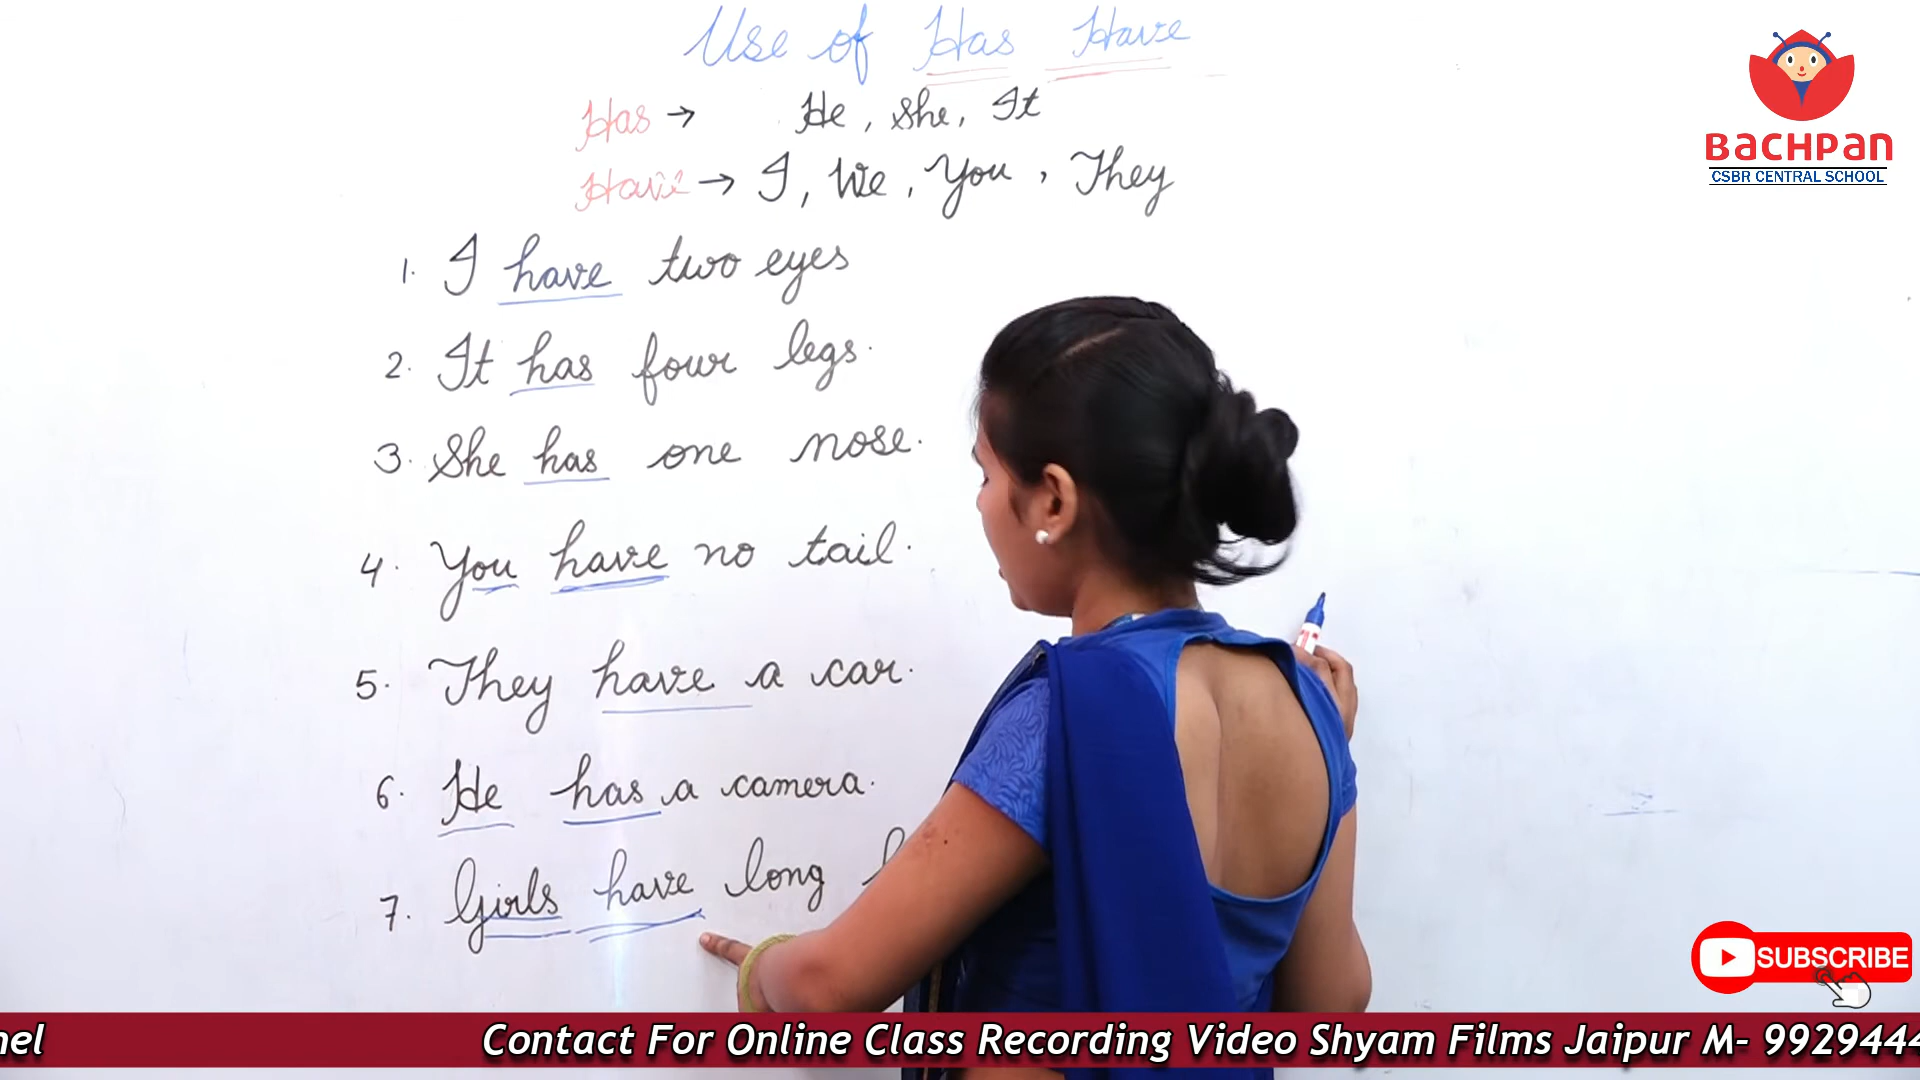 Use of Has Have
Has → He, She, It
Have → I, We, You, They
1. I have two eyes
2. It has four legs.
3. She has one nose.
4. You have no tail.
5. They have a car.
6. He has a camera.
7. Girls have long
BACHPAN
CSBR CENTRAL SCHOOL
SUBSCRIBE
Contact For Online Class Recording Video Shyam Films Jaipur M- 9929444